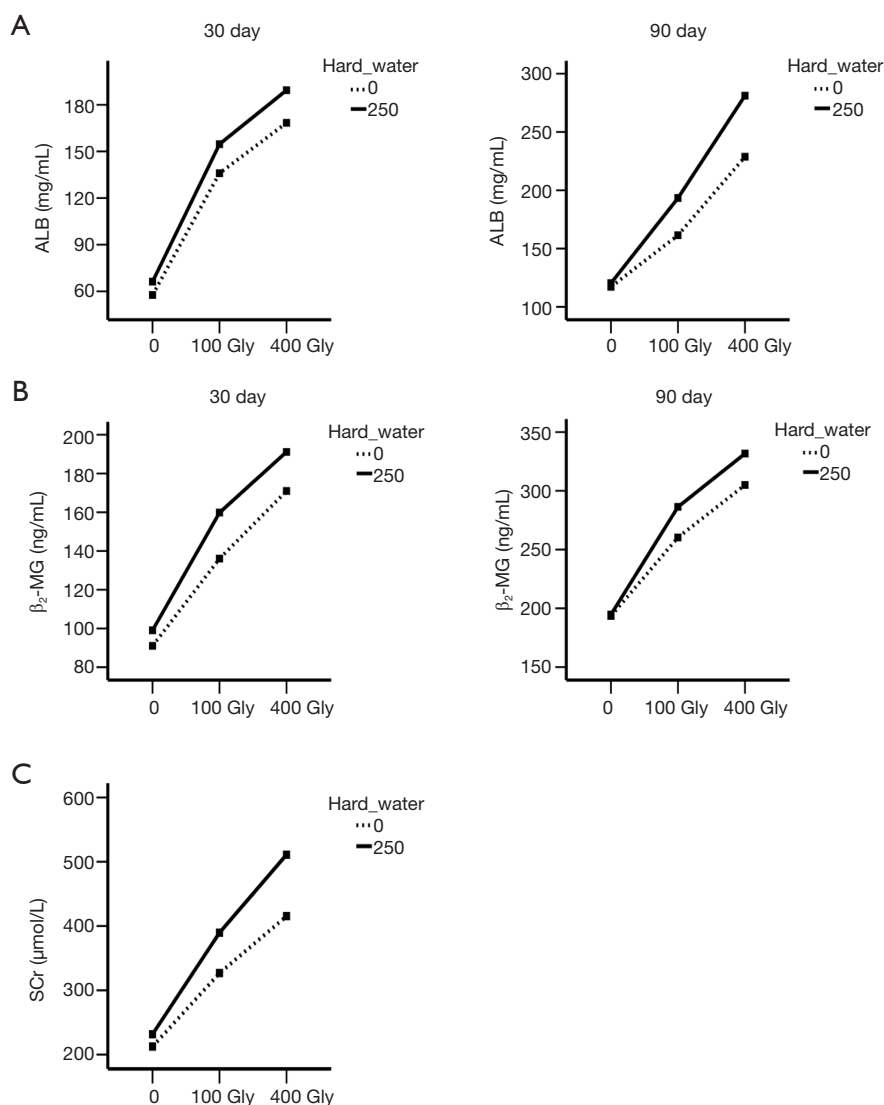 A
30 day
Hard_water
0
250
ALB (mg/mL)
180
150
120
90
60
0 100 Gly 400 Gly
90 day
Hard_water
0
250
ALB (mg/mL)
300
250
200
150
100
0 100 Gly 400 Gly
B
30 day
Hard_water
0
250
β₂-MG (ng/mL)
200
180
160
140
120
100
80
0 100 Gly 400 Gly
90 day
Hard_water
0
250
β₂-MG (ng/mL)
350
300
250
200
150
0 100 Gly 400 Gly
C
Hard_water
0
250
SCr (μmol/L)
600
500
400
300
200
0 100 Gly 400 Gly